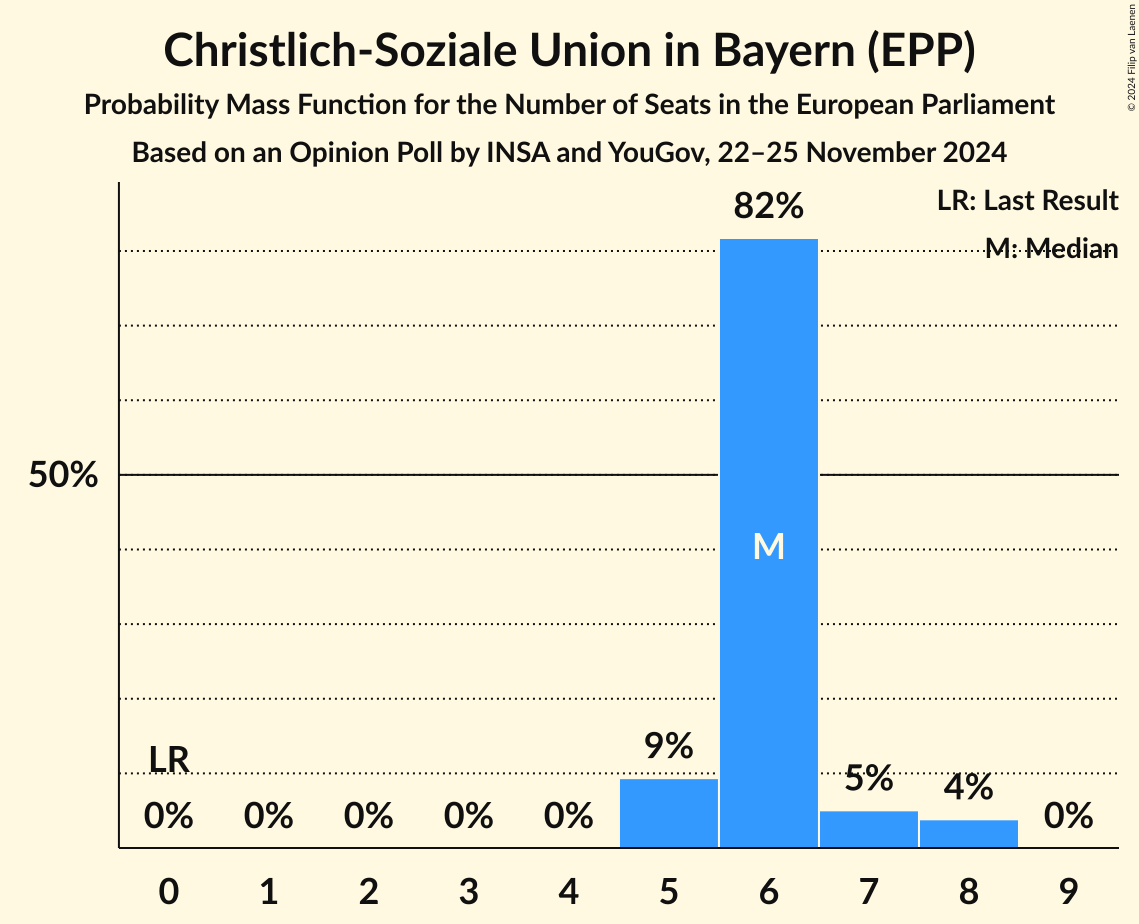 Christlich-Soziale Union in Bayern (EPP)
Probability Mass Function for the Number of Seats in the European Parliament
Based on an Opinion Poll by INSA and YouGov, 22–25 November 2024
© 2024 Filip van Laenen
LR: Last Result
M: Median
82%
50%
M
LR
9%
5%
4%
0% 0% 0% 0% 0% 0%
0 1 2 3 4 5 6 7 8 9